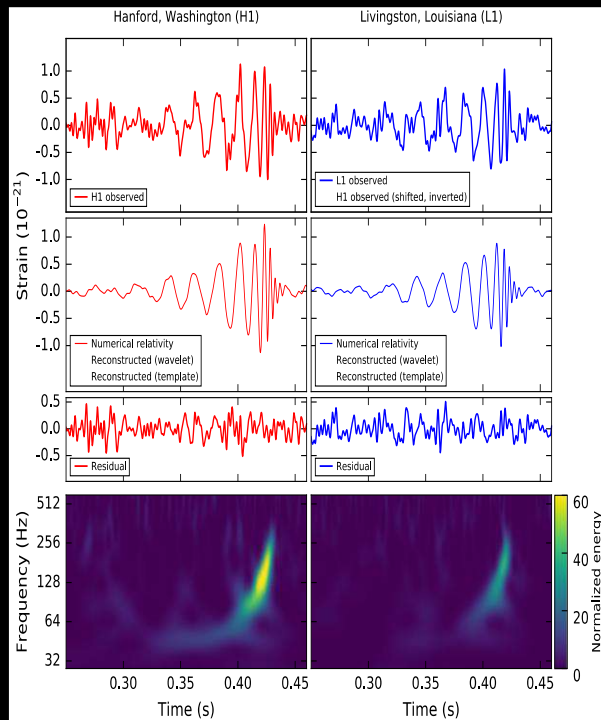 Hanford, Washington (H1)
Livingston, Louisiana (L1)
1.0
0.5
0.0
-0.5
-1.0
H1 observed
L1 observed
H1 observed (shifted, inverted)
Strain (10⁻²¹)
1.0
0.5
0.0
-0.5
-1.0
Numerical relativity
Reconstructed (wavelet)
Reconstructed (template)
Numerical relativity
Reconstructed (wavelet)
Reconstructed (template)
0.5
0.0
-0.5
Residual
Residual
Frequency (Hz)
512
256
128
64
32
Normalized energy
60
40
20
0
0.30
0.35
0.40
0.45
0.30
0.35
0.40
0.45
Time (s)
Time (s)